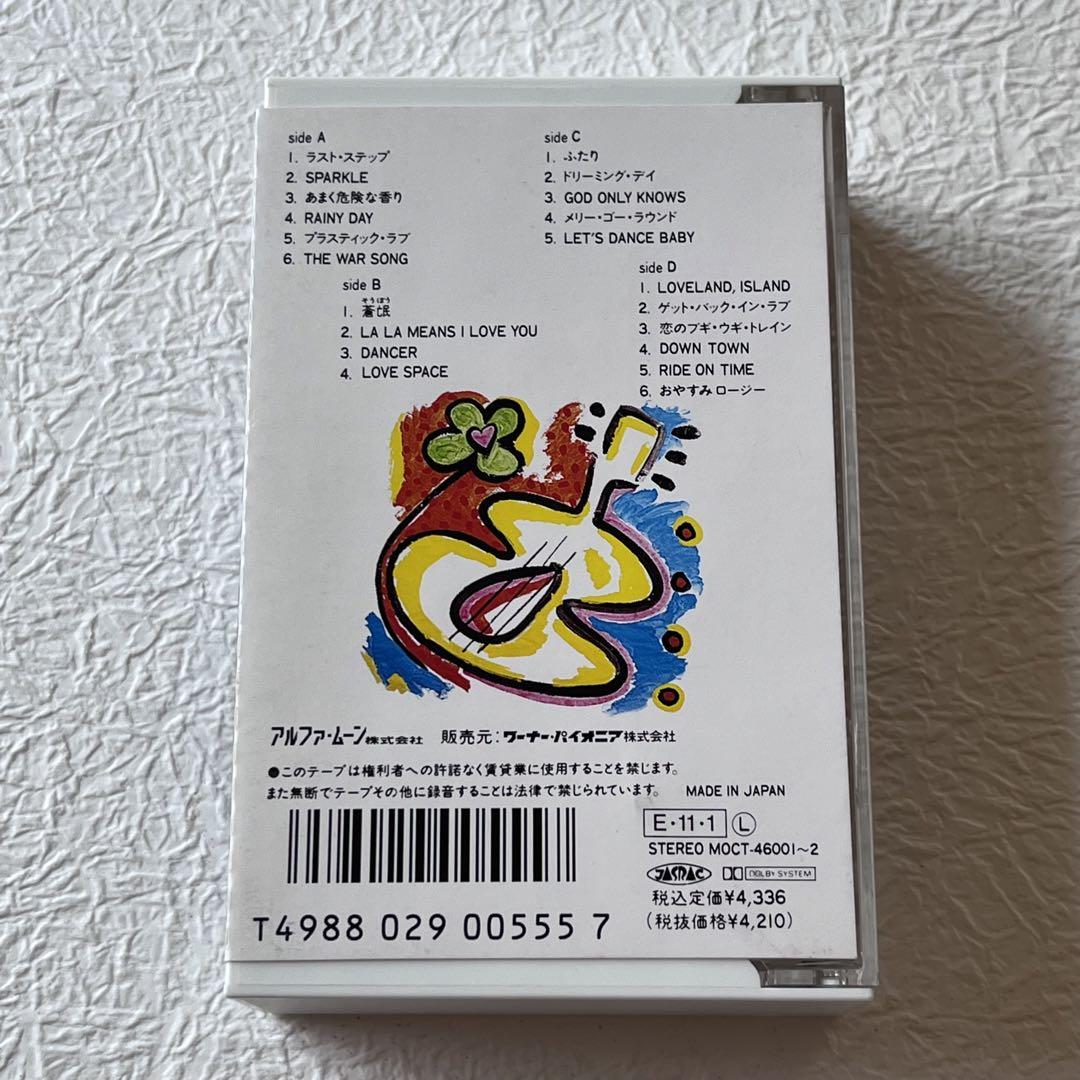 side A
1. ラスト・ステップ
2. SPARKLE
3. あまく危険な香り
4. RAINY DAY
5. プラスティック・ラブ
6. THE WAR SONG
side B
そうぼう
1. 蒼氓
2. LA LA MEANS I LOVE YOU
3. DANCER
4. LOVE SPACE
side C
1. ふたり
2. ドリーミング・デイ
3. GOD ONLY KNOWS
4. メリー・ゴー・ラウンド
5. LET'S DANCE BABY
side D
1. LOVELAND, ISLAND
2. ゲット・バック・イン・ラブ
3. 恋のブギ・ウギ・トレイン
4. DOWN TOWN
5. RIDE ON TIME
6. おやすみロージー
アルファ・ムーン株式会社 販売元:ワーナー・パイオニア株式会社
●このテープは権利者への許諾なく賃貸業に使用することを禁じます。
また無断でテープその他に録音することは法律で禁じられています。 MADE IN JAPAN
E・11・1 L
STEREO MOCT-46001~2
JASRAC DOLBY SYSTEM
税込定価¥4,336
(税抜価格¥4,210)
T4988 029 00555 7